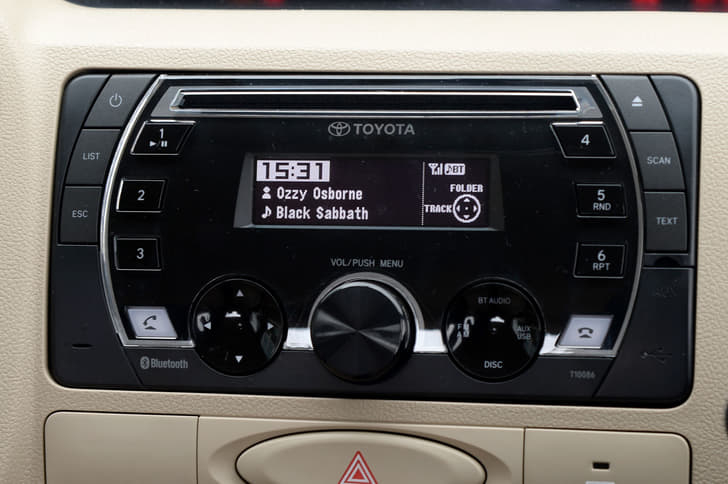 TOYOTA
1
LIST
2
ESC
3
15:31
BT
Ozzy Osborne
FOLDER
Black Sabbath
TRACK
4
SCAN
5
RND
TEXT
6
RPT
VOL/PUSH MENU
BT AUDIO
AUX
USB
DISC
Bluetooth
T10086